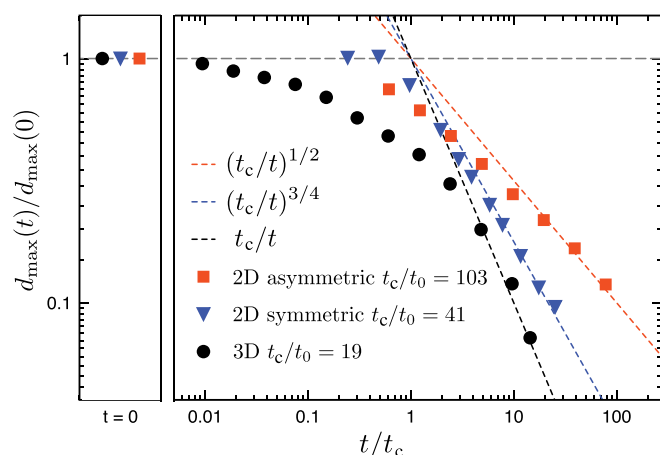 d_max(t)/d_max(0)
1
0.1
(t_c/t)^{1/2}
(t_c/t)^{3/4}
t_c/t
2D asymmetric t_c/t_0 = 103
2D symmetric t_c/t_0 = 41
3D t_c/t_0 = 19
t = 0
0.01 0.1 1 10 100
t/t_c